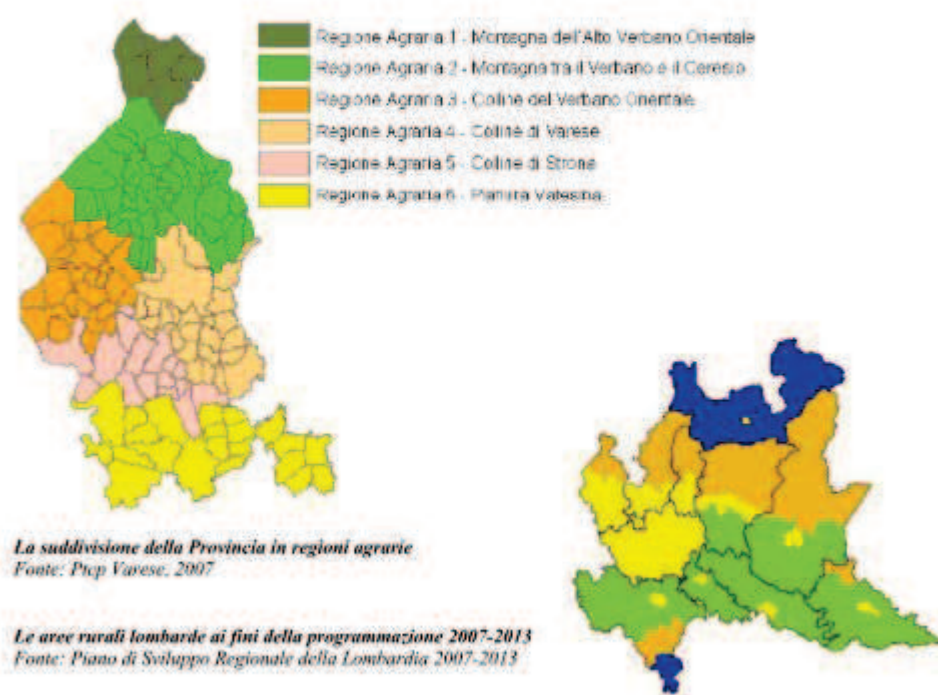 Regione Agraria 1 - Montagna dell'Alto Verbano Orientale
Regione Agraria 2 - Montagna tra il Verbano e il Ceresio
Regione Agraria 3 - Colline del Verbano Orientale
Regione Agraria 4 - Colline di Varese
Regione Agraria 5 - Colline di Strona
Regione Agraria 6 - Pianura
La suddivisione della Provincia in regioni agrarie
Fonte: Ptcp Varese, 2007
Le aree rurali lombarde ai fini della programmazione 2007-2013
Fonte: Piano di Sviluppo Regionale della Lombardia 2007-2013